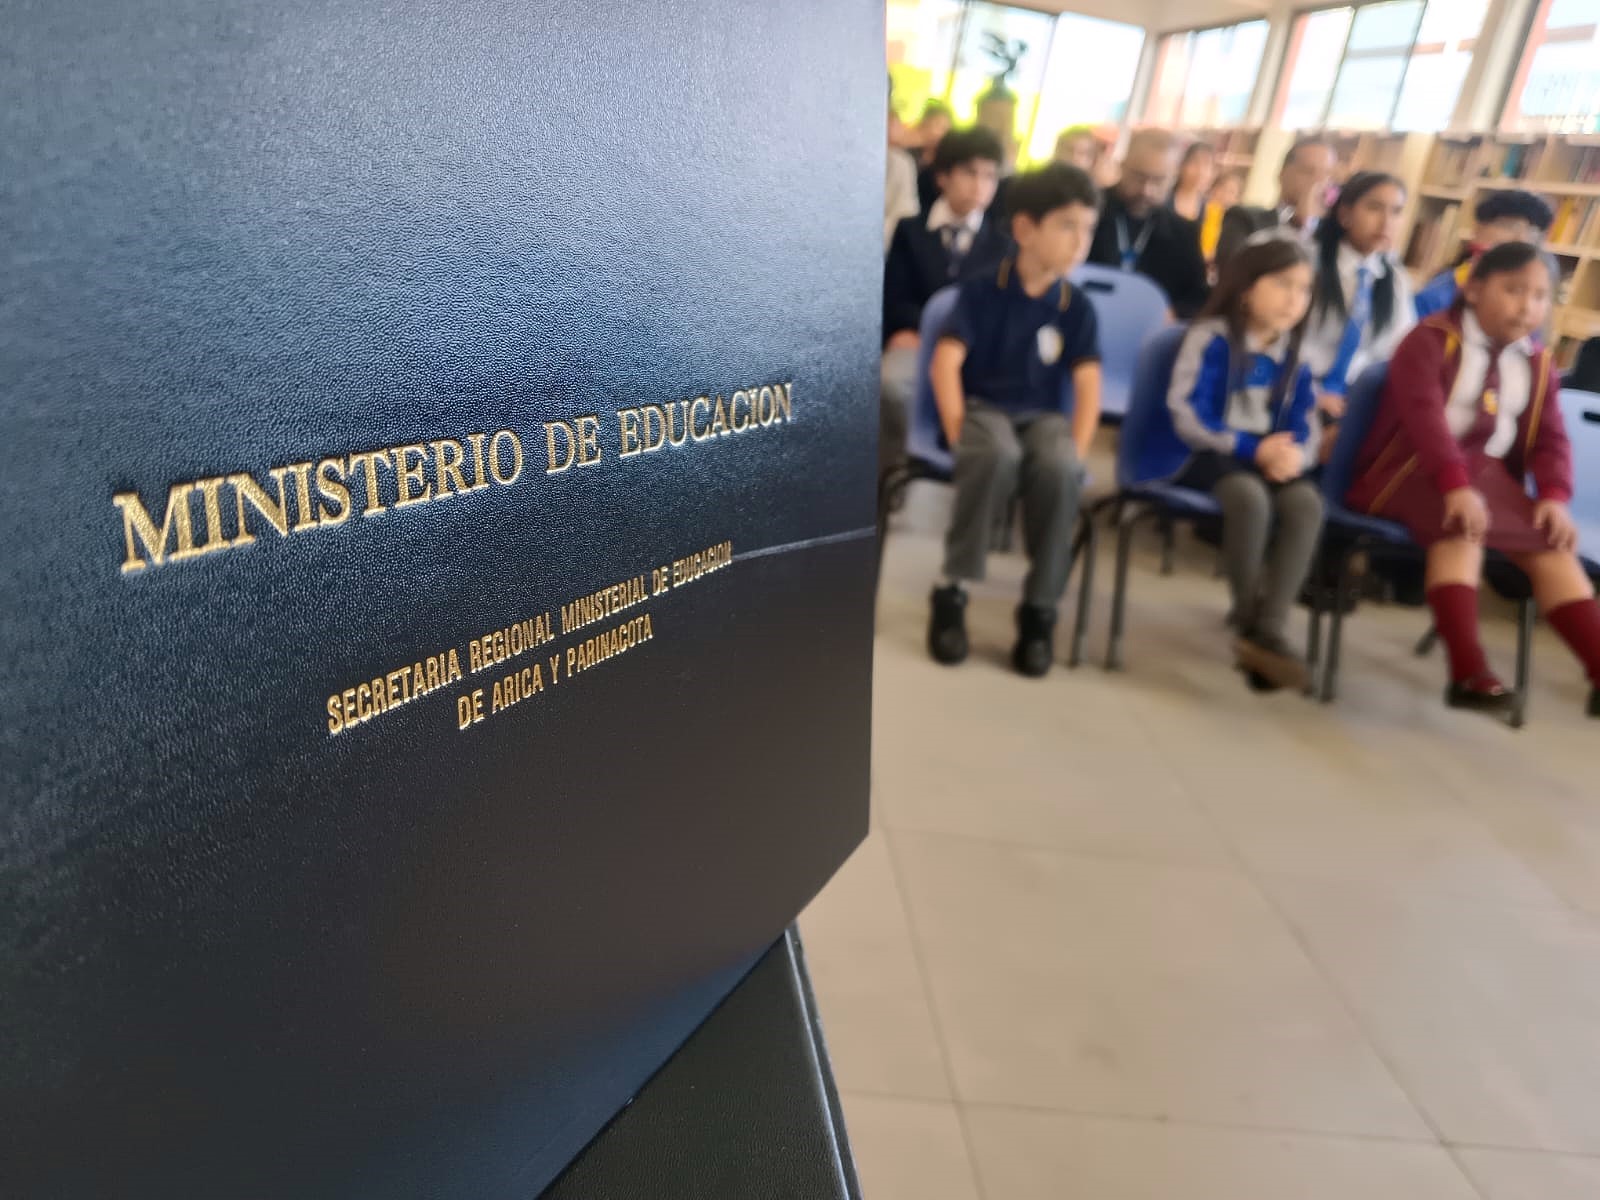 MINISTERIO DE EDUCACION
SECRETARIA REGIONAL MINISTERIAL DE EDUCACION
DE ARICA Y PARINACOTA